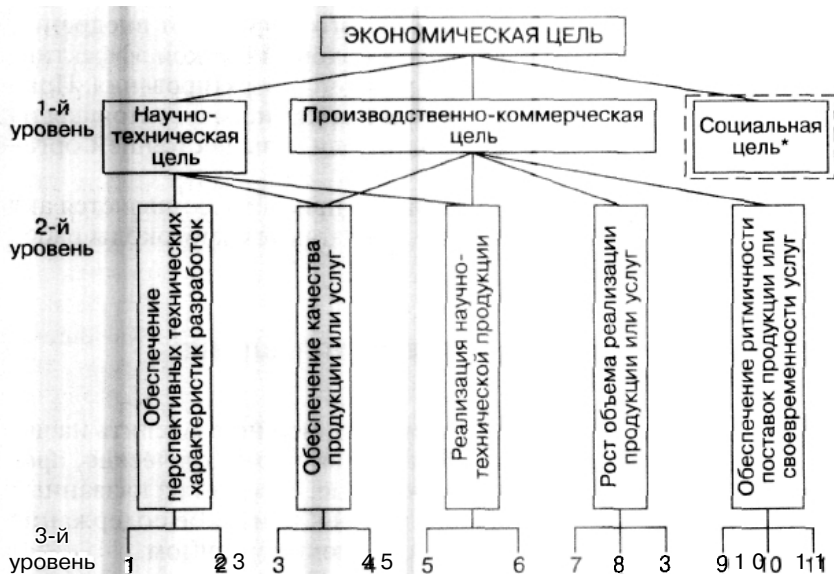 ЭКОНОМИЧЕСКАЯ ЦЕЛЬ
1-й
уровень
Научно-
техническая
цель
Производственно-коммерческая
цель
Социальная
цель*
2-й
уровень
Обеспечение
перспективных технических
характеристик разработок
Обеспечение качества
продукции или услуг
Реализация научно-
технической продукции
Рост объема реализации
продукции или услуг
Обеспечение ритмичности
поставок продукции или
своевременности услуг
3-й
уровень
1 2 3 3 4 5 5 6 7 8 3 9 10 10 11